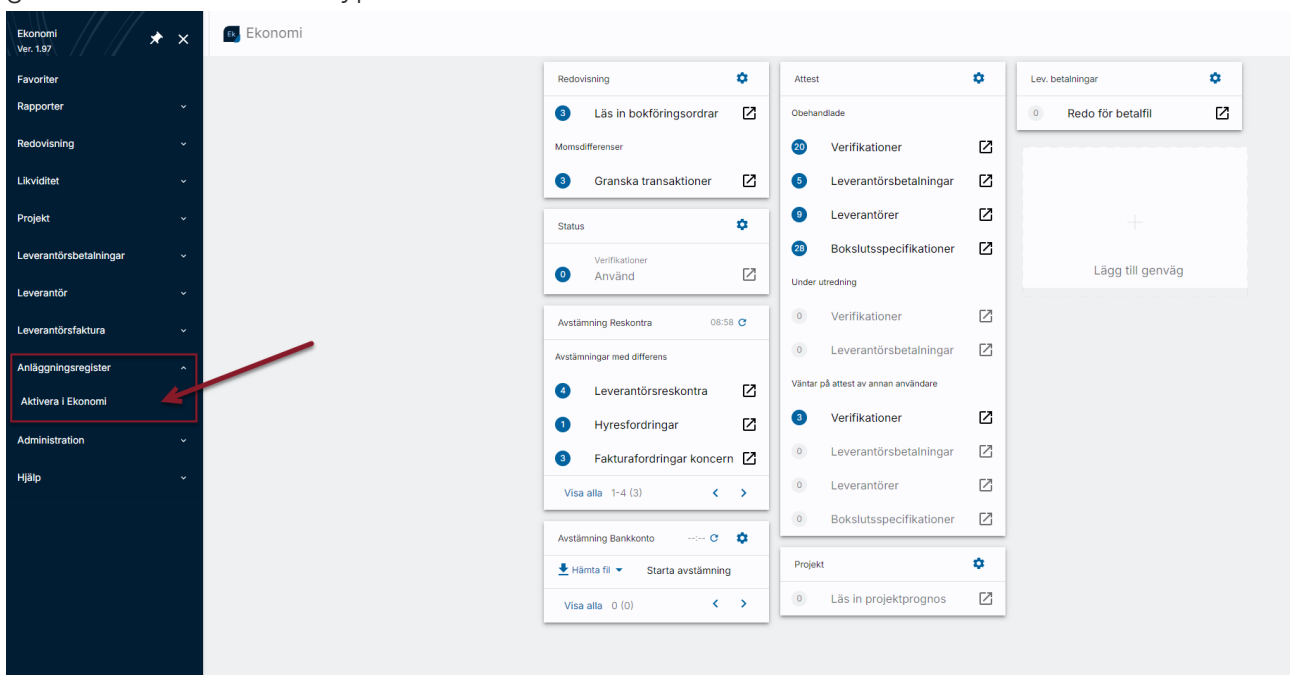 Ekonomi
Ver. 1.97
Favoriter
Rapporter
Redovisning
Likviditet
Projekt
Leverantörsbetalningar
Leverantör
Leverantörsfaktura
Anläggningsregister
Aktivera i Ekonomi
Administration
Hjälp
Ek Ekonomi
Redovisning
3 Läs in bokföringsordrar
Momsdifferenser
3 Granska transaktioner
Status
Verifikationer
0 Använd
Avstämning Reskontra 08:58
Avstämningar med differens
4 Leverantörsreskontra
1 Hyresfordringar
3 Fakturafordringar koncern
Visa alla 1-4 (3)
Avstämning Bankkonto --:--
Hämta fil Starta avstämning
Visa alla 0 (0)
Attest
Obehandlade
20 Verifikationer
5 Leverantörsbetalningar
9 Leverantörer
28 Bokslutsspecifikationer
Under utredning
0 Verifikationer
0 Leverantörsbetalningar
Väntar på attest av annan användare
3 Verifikationer
0 Leverantörsbetalningar
0 Leverantörer
0 Bokslutsspecifikationer
Projekt
0 Läs in projektprognos
Lev. betalningar
0 Redo för betalfil
Lägg till genväg